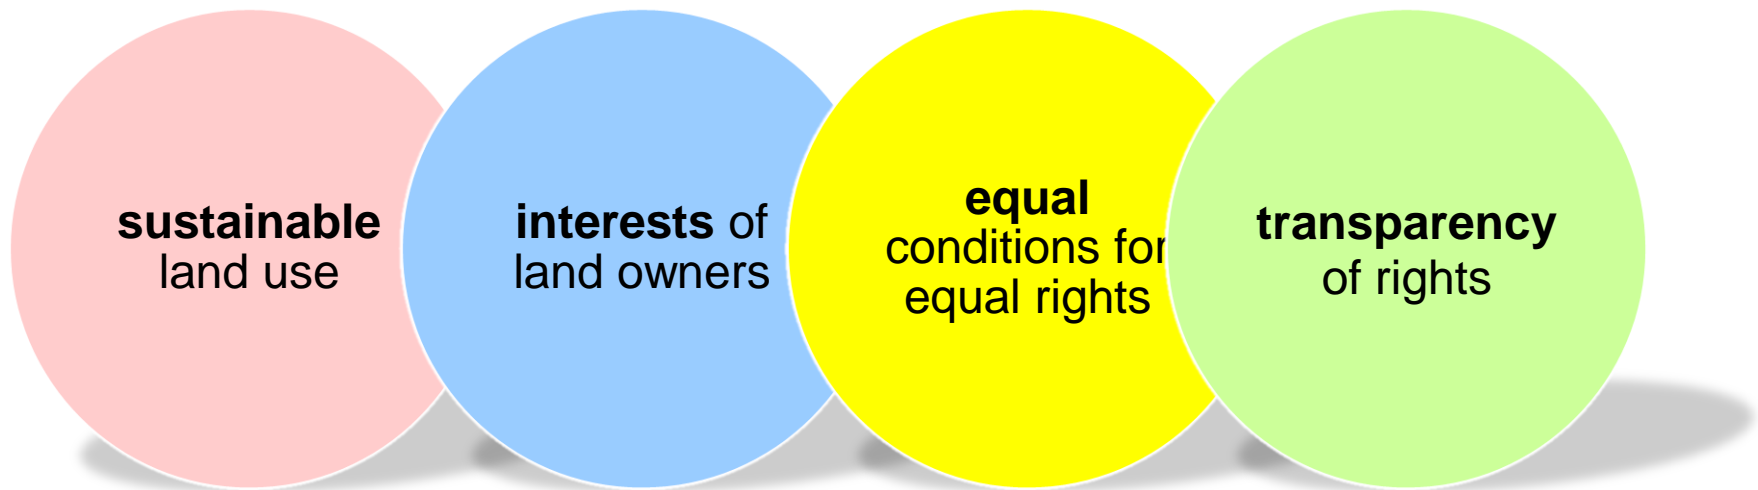 sustainable
land use
interests of
land owners
equal
conditions for
equal rights
transparency
of rights